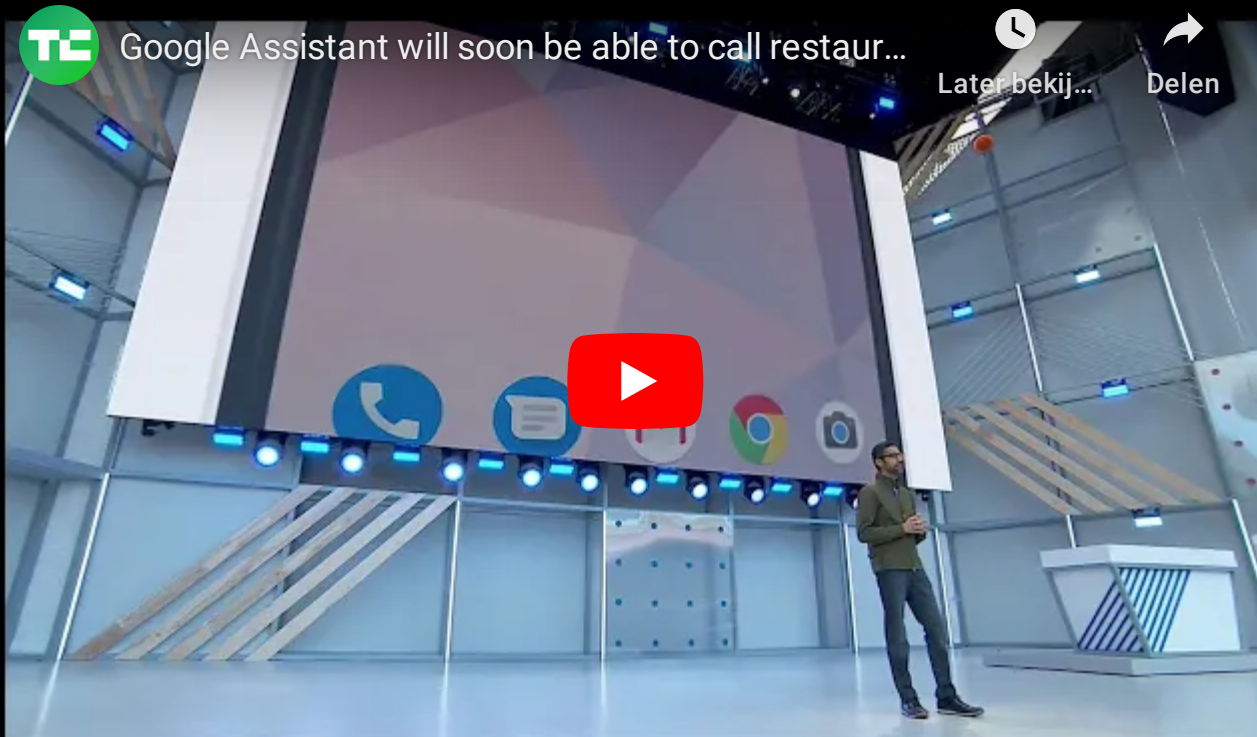 TC
Google Assistant will soon be able to call restaur…
Later bekij…
Delen